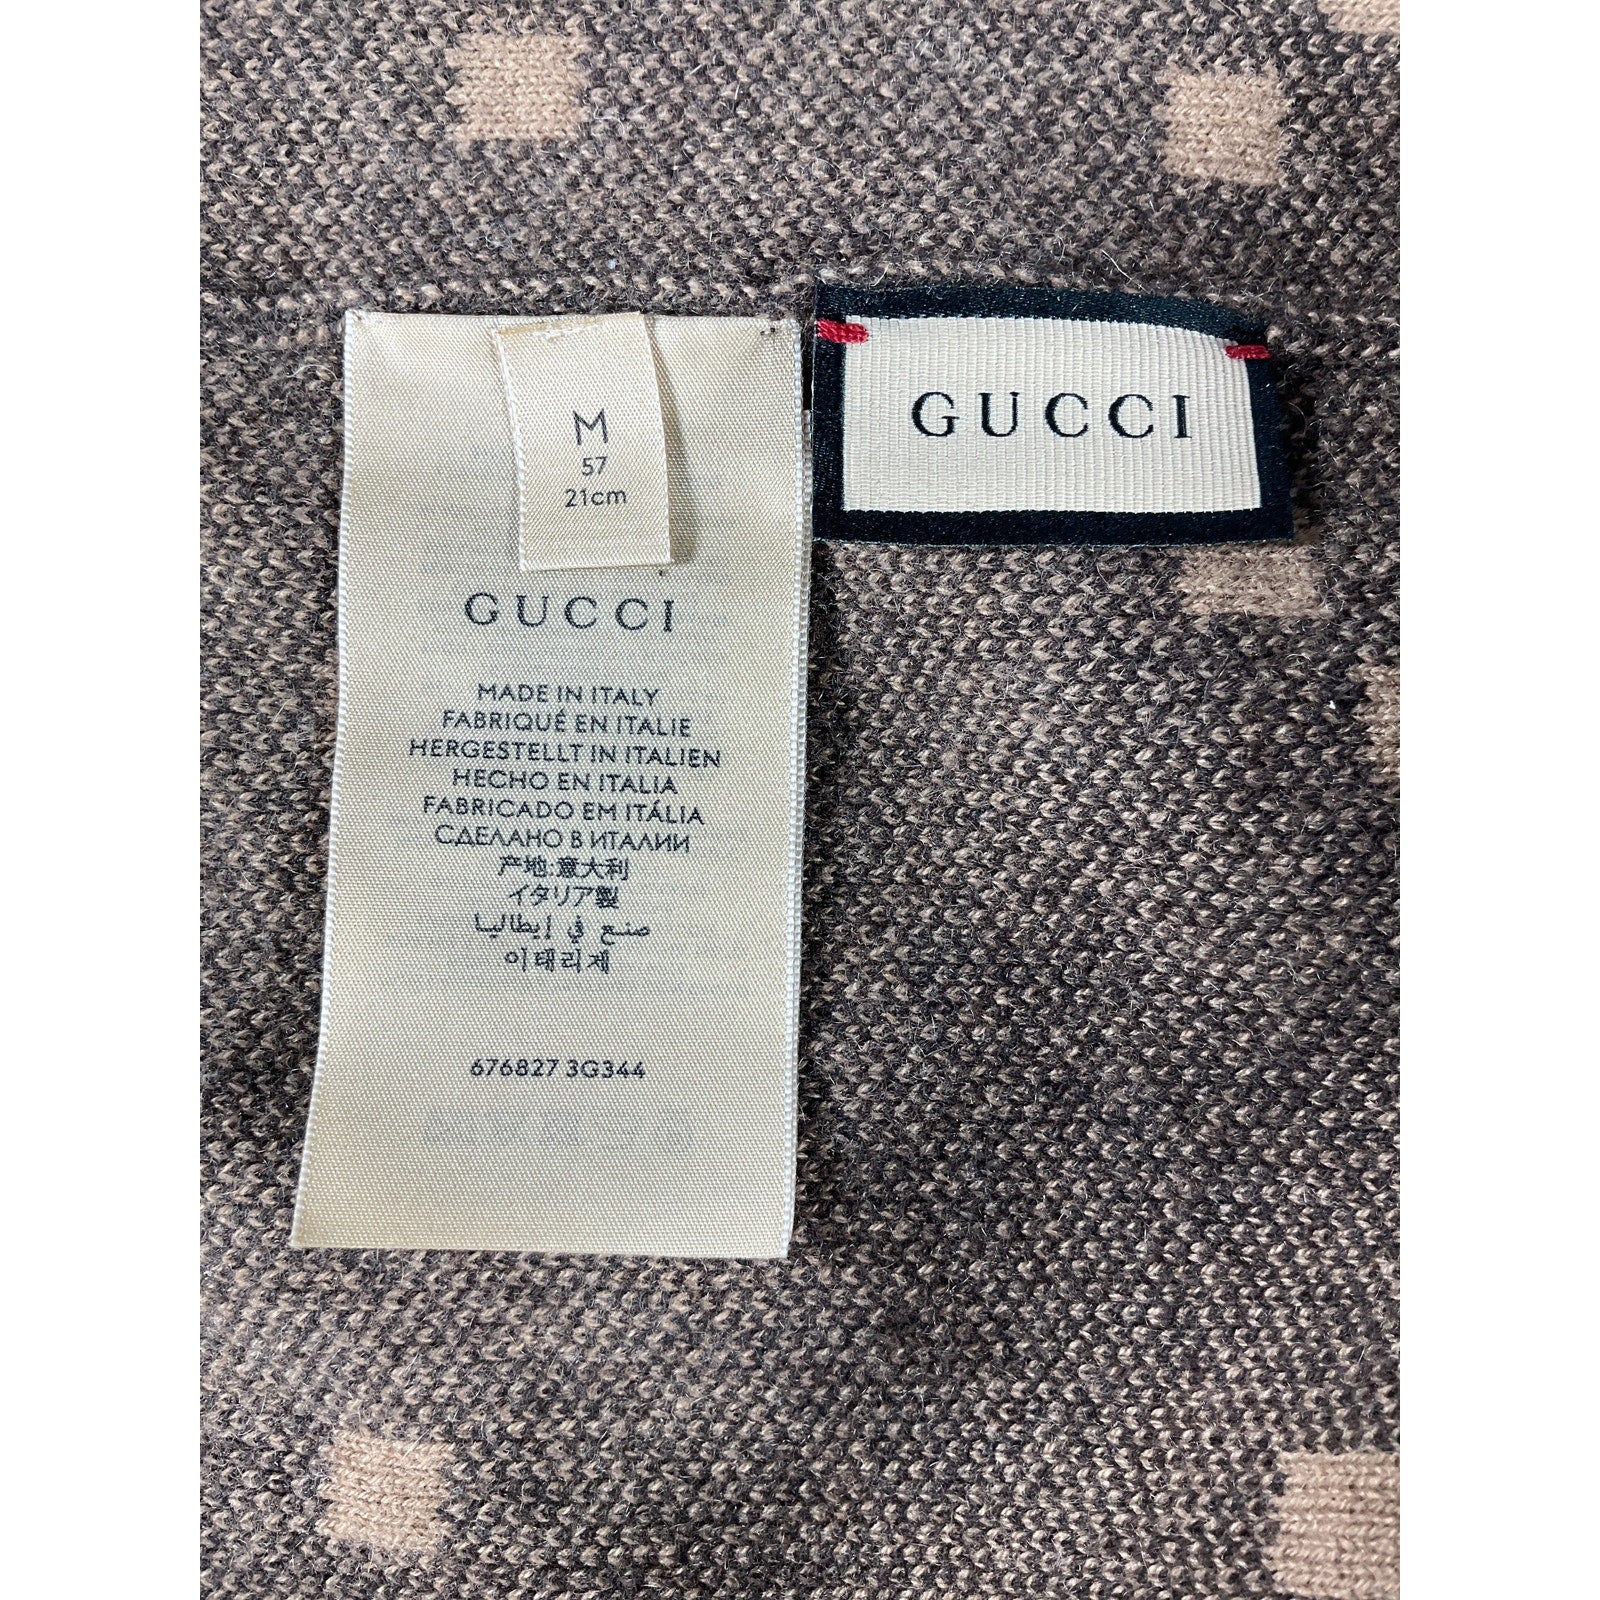 M
57
21cm
GUCCI
GUCCI
MADE IN ITALY
FABRIQUÉ EN ITALIE
HERGESTELLT IN ITALIEN
HECHO EN ITALIA
FABRICADO EM ITÁLIA
СДЕЛАНО В ИТАЛИИ
产地:意大利
イタリア製
صنع في إيطاليا
이태리제
676827 3G344